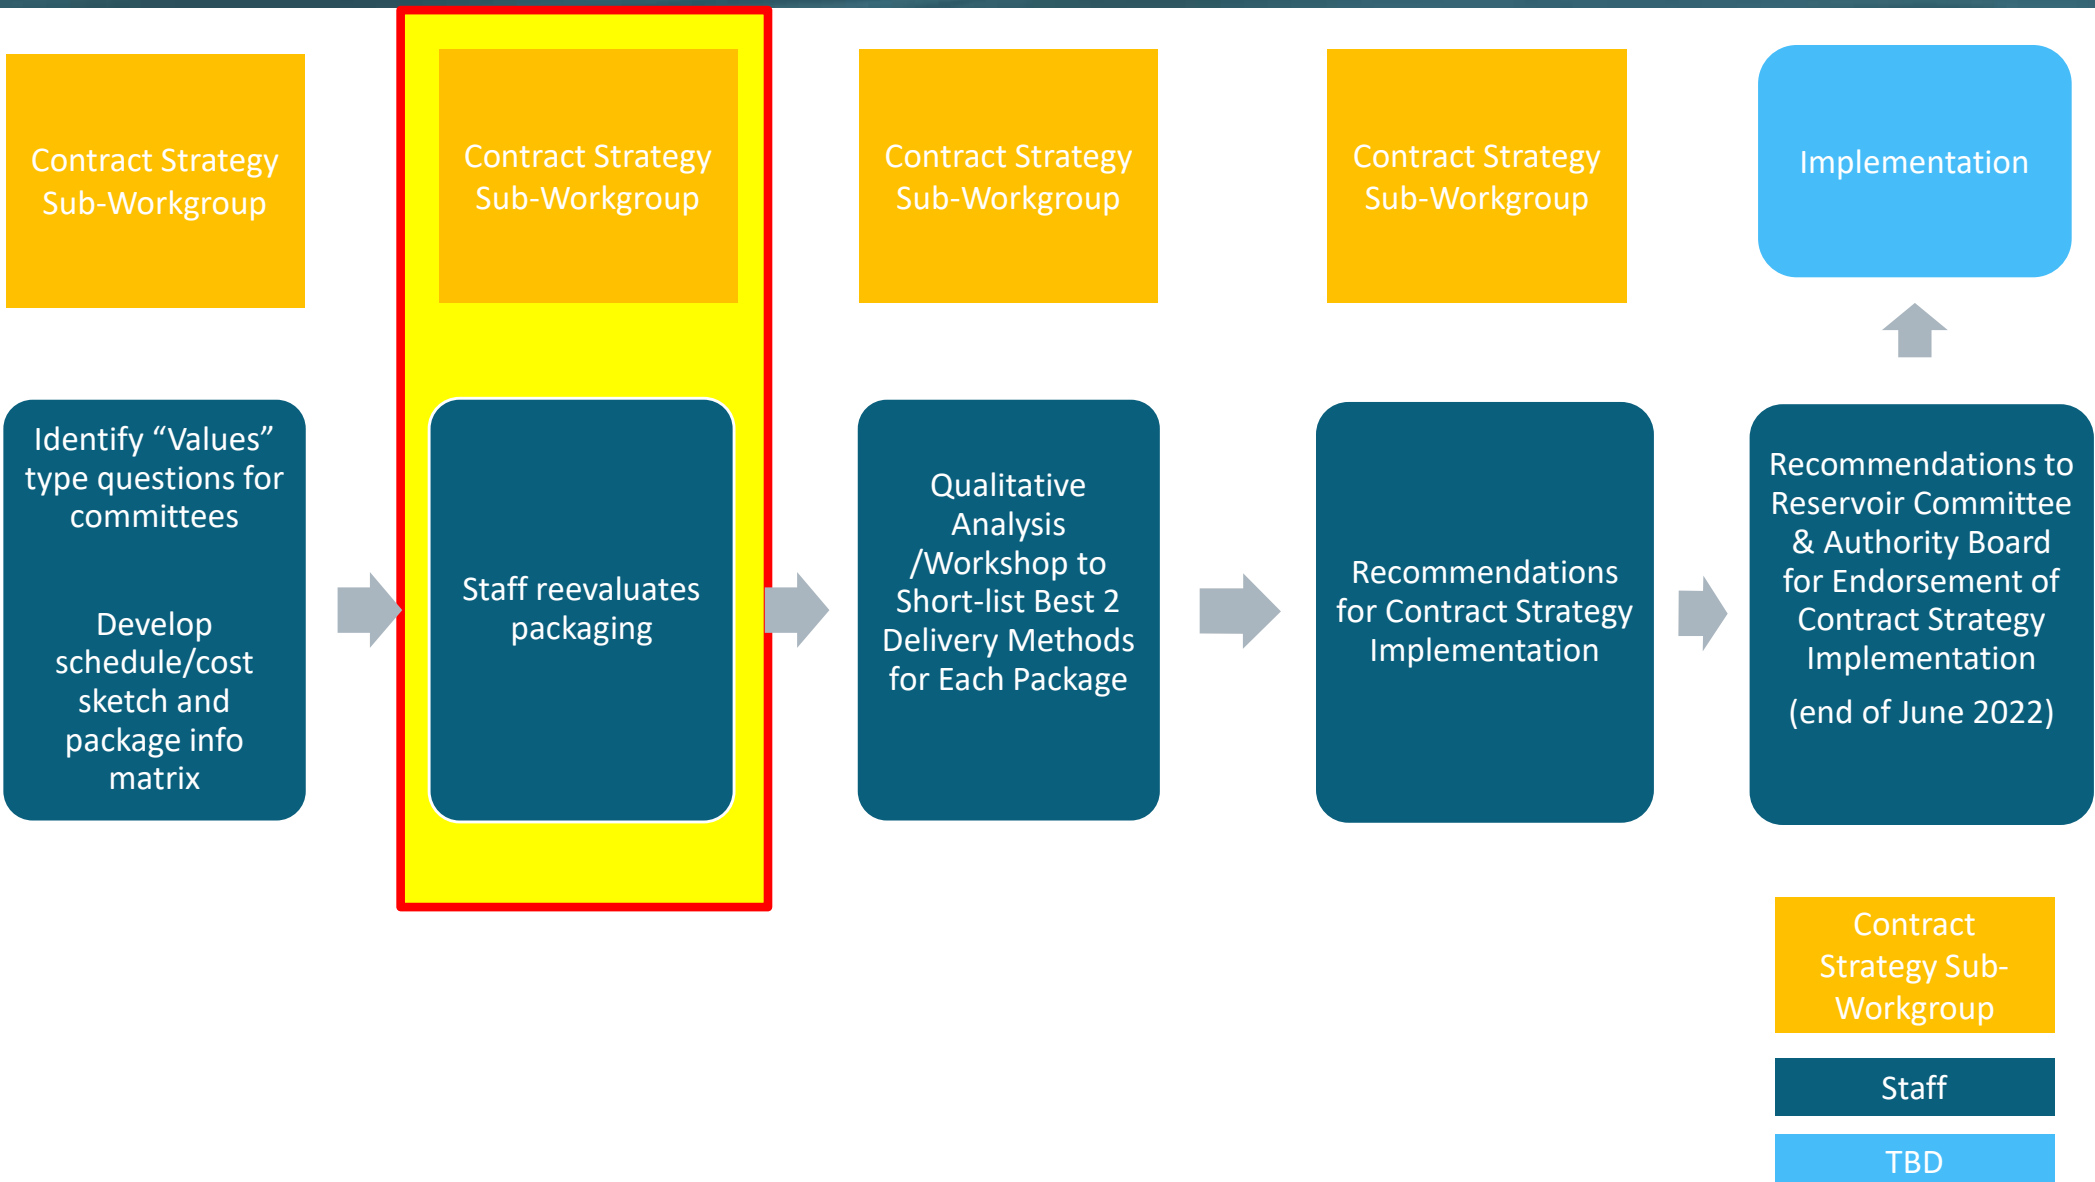 Contract Strategy
Sub-Workgroup
Contract Strategy
Sub-Workgroup
Contract Strategy
Sub-Workgroup
Contract Strategy
Sub-Workgroup
Implementation
Identify “Values”
type questions for
committees
Develop
schedule/cost
sketch and
package info
matrix
Staff reevaluates
packaging
Qualitative
Analysis
/Workshop to
Short-list Best 2
Delivery Methods
for Each Package
Recommendations
for Contract Strategy
Implementation
Recommendations to
Reservoir Committee
& Authority Board
for Endorsement of
Contract Strategy
Implementation
(end of June 2022)
Contract
Strategy Sub-
Workgroup
Staff
TBD